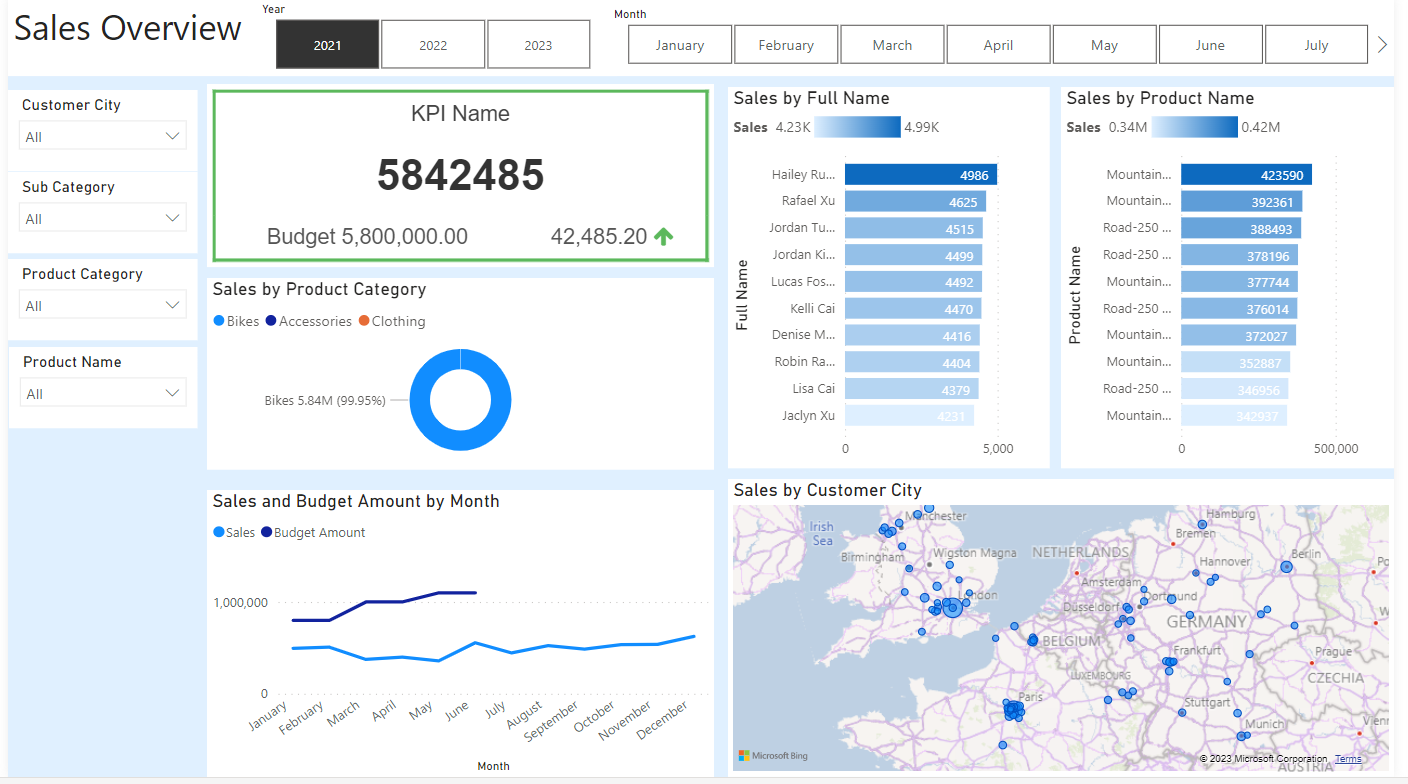 Sales Overview
Year
2021
2022
2023
Month
January
February
March
April
May
June
July
Customer City
All
Sub Category
All
Product Category
All
Product Name
All
KPI Name
5842485
Budget 5,800,000.00
42,485.20
Sales by Product Category
Bikes
Accessories
Clothing
Bikes 5.84M (99.95%)
Sales and Budget Amount by Month
Sales
Budget Amount
1,000,000
0
January
February
March
April
May
June
July
August
September
October
November
December
Month
Sales by Full Name
Sales 4.23K 4.99K
Full Name
Hailey Ru... 4986
Rafael Xu 4625
Jordan Tu... 4515
Jordan Ki... 4499
Lucas Fos... 4492
Kelli Cai 4470
Denise M... 4416
Robin Ra... 4404
Lisa Cai 4379
Jaclyn Xu 4231
0 5,000
Sales by Product Name
Sales 0.34M 0.42M
Product Name
Mountain... 423590
Mountain... 392361
Road-250 ... 388493
Road-250 ... 378196
Mountain... 377744
Road-250 ... 376014
Mountain... 372027
Mountain... 352887
Road-250 ... 346956
Mountain... 342937
0 500,000
Sales by Customer City
Irish
Sea
Manchester
Birmingham
Wigston Magna
London
NETHERLANDS
Amsterdam
Hamburg
Bremen
Hannover
Berlin
Po
Düsseldorf
Dortmund
GERMANY
BELGIUM
Frankfurt
Prague
LUXEMBOURG
CZECHIA
Paris
Stuttgart
Munich
Vien
AUSTRIA
Microsoft Bing
© 2023 Microsoft Corporation Terms